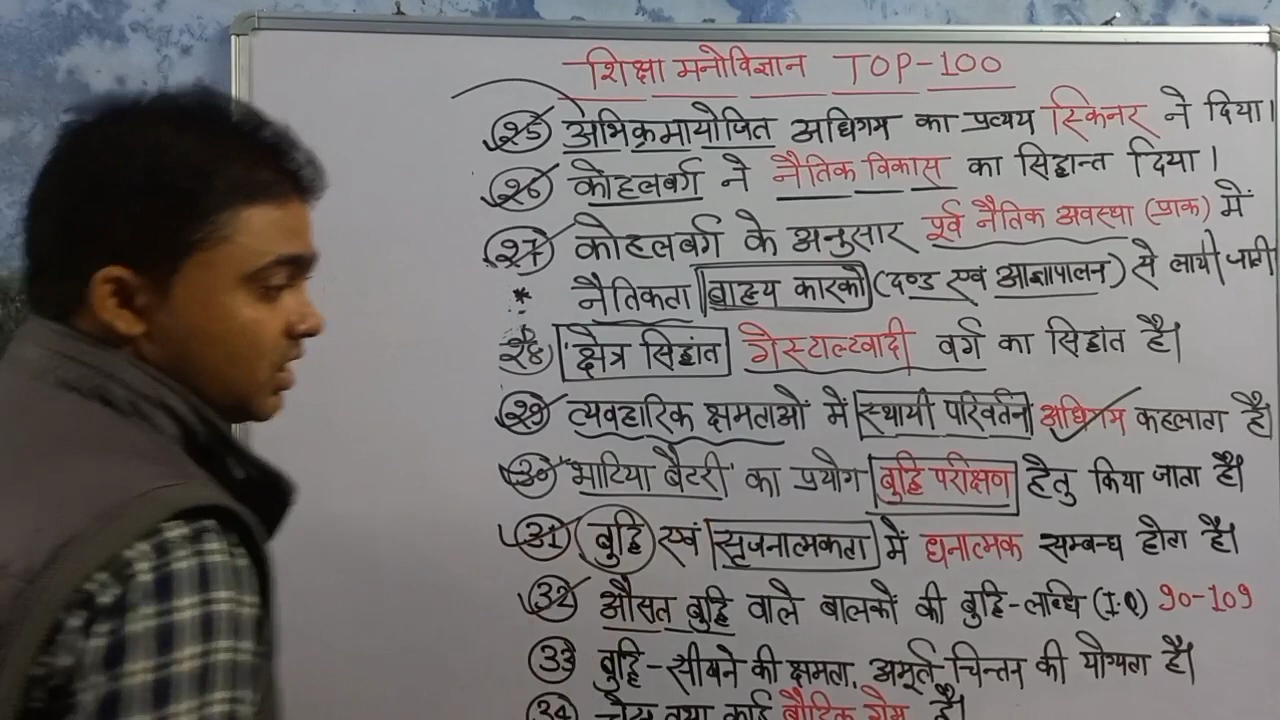 शिक्षा मनोविज्ञान TOP-100
25 अभिक्रमायोजित अधिगम का प्रत्यय स्किनर ने दिया।
26 कोहलबर्ग ने नैतिक विकास का सिद्धान्त दिया।
27 कोहलबर्ग के अनुसार पूर्व नैतिक अवस्था (प्राक) में
* नैतिकता बाह्य कारको (दण्ड एवं आज्ञापालन) से लायी जाती
28 'क्षेत्र सिद्धांत' गेस्टाल्टवादी वर्ग का सिद्धांत है।
29 व्यवहारिक क्षमताओं में स्थायी परिवर्तन अधिगम कहलाता है।
30 "भाटिया बैटरी" का प्रयोग बुद्धि परीक्षण हेतु किया जाता है।
31 बुद्धि एवं सृजनात्मकता में धनात्मक सम्बन्ध होता है।
32 औसत बुद्धि वाले बालकों की बुद्धि-लब्धि (I.Q) 90-109
33 बुद्धि-सीखने की क्षमता, अमूर्त चिन्तन की योग्यता है।
34 है।